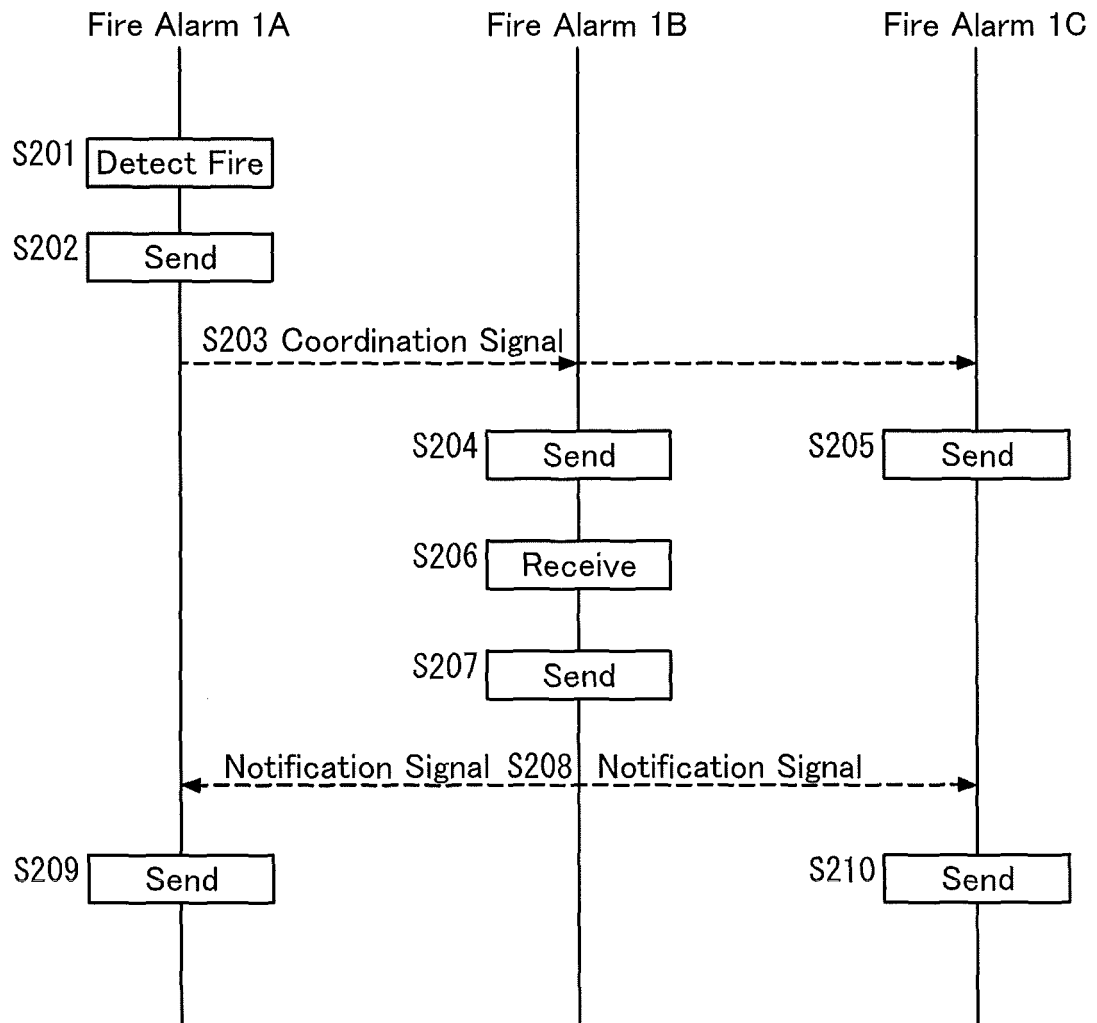 Fire Alarm 1A
Fire Alarm 1B
Fire Alarm 1C
S201
Detect Fire
S202
Send
S203 Coordination Signal
S204
Send
S205
Send
S206
Receive
S207
Send
Notification Signal S208
Notification Signal
S209
Send
S210
Send